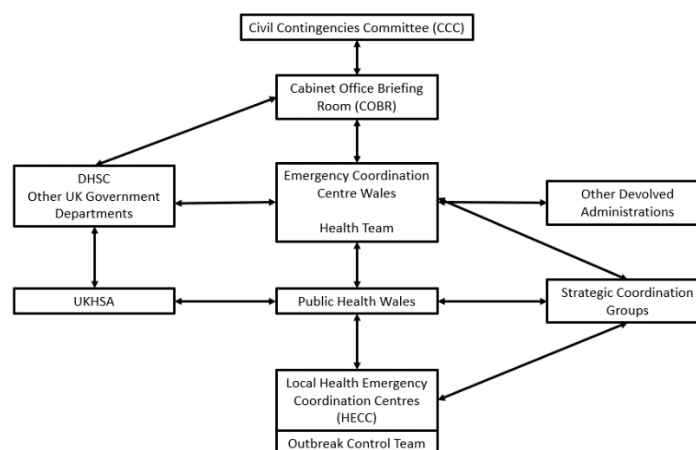 Civil Contingencies Committee (CCC)
Cabinet Office Briefing
Room (COBR)
DHSC
Other UK Government
Departments
Emergency Coordination
Centre Wales
Health Team
Other Devolved
Administrations
UKHSA
Public Health Wales
Strategic Coordination
Groups
Local Health Emergency
Coordination Centres
(HECC)
Outbreak Control Team